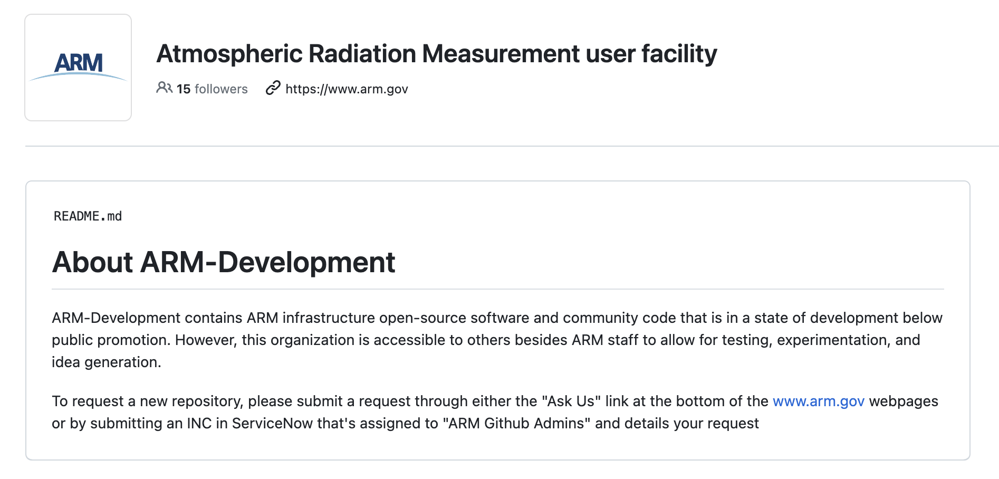 ARM
Atmospheric Radiation Measurement user facility
15 followers https://www.arm.gov
README.md
About ARM-Development
ARM-Development contains ARM infrastructure open-source software and community code that is in a state of development below
public promotion. However, this organization is accessible to others besides ARM staff to allow for testing, experimentation, and
idea generation.
To request a new repository, please submit a request through either the "Ask Us" link at the bottom of the www.arm.gov webpages
or by submitting an INC in ServiceNow that's assigned to "ARM Github Admins" and details your request